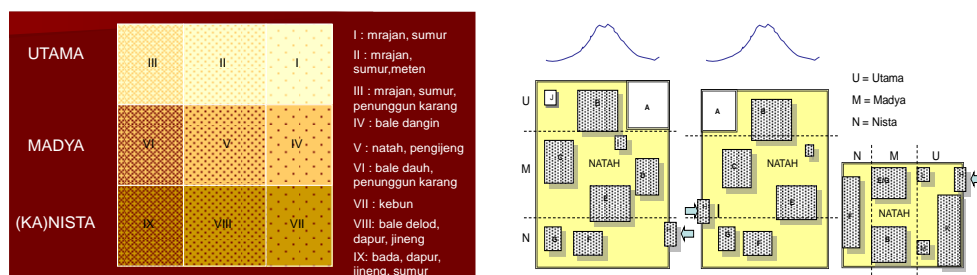 UTAMA
MADYA
(KA)NISTA
III
II
I
VI
V
IV
IX
VIII
VII
I : mrajan, sumur
II : mrajan,
sumur,meten
III : mrajan, sumur,
penunggun karang
IV : bale dangin
V : natah, pengijeng
VI : bale dauh,
penunggun karang
VII : kebun
VIII: bale delod,
dapur, jineng
IX: bada, dapur,
jineng, sumur
U
M
N
J
B
A
C
NATAH
E
F
A
B
C
NATAH
E
F
I
U = Utama
M = Madya
N = Nista
N
M
U
E/G
NATAH
F
B
K